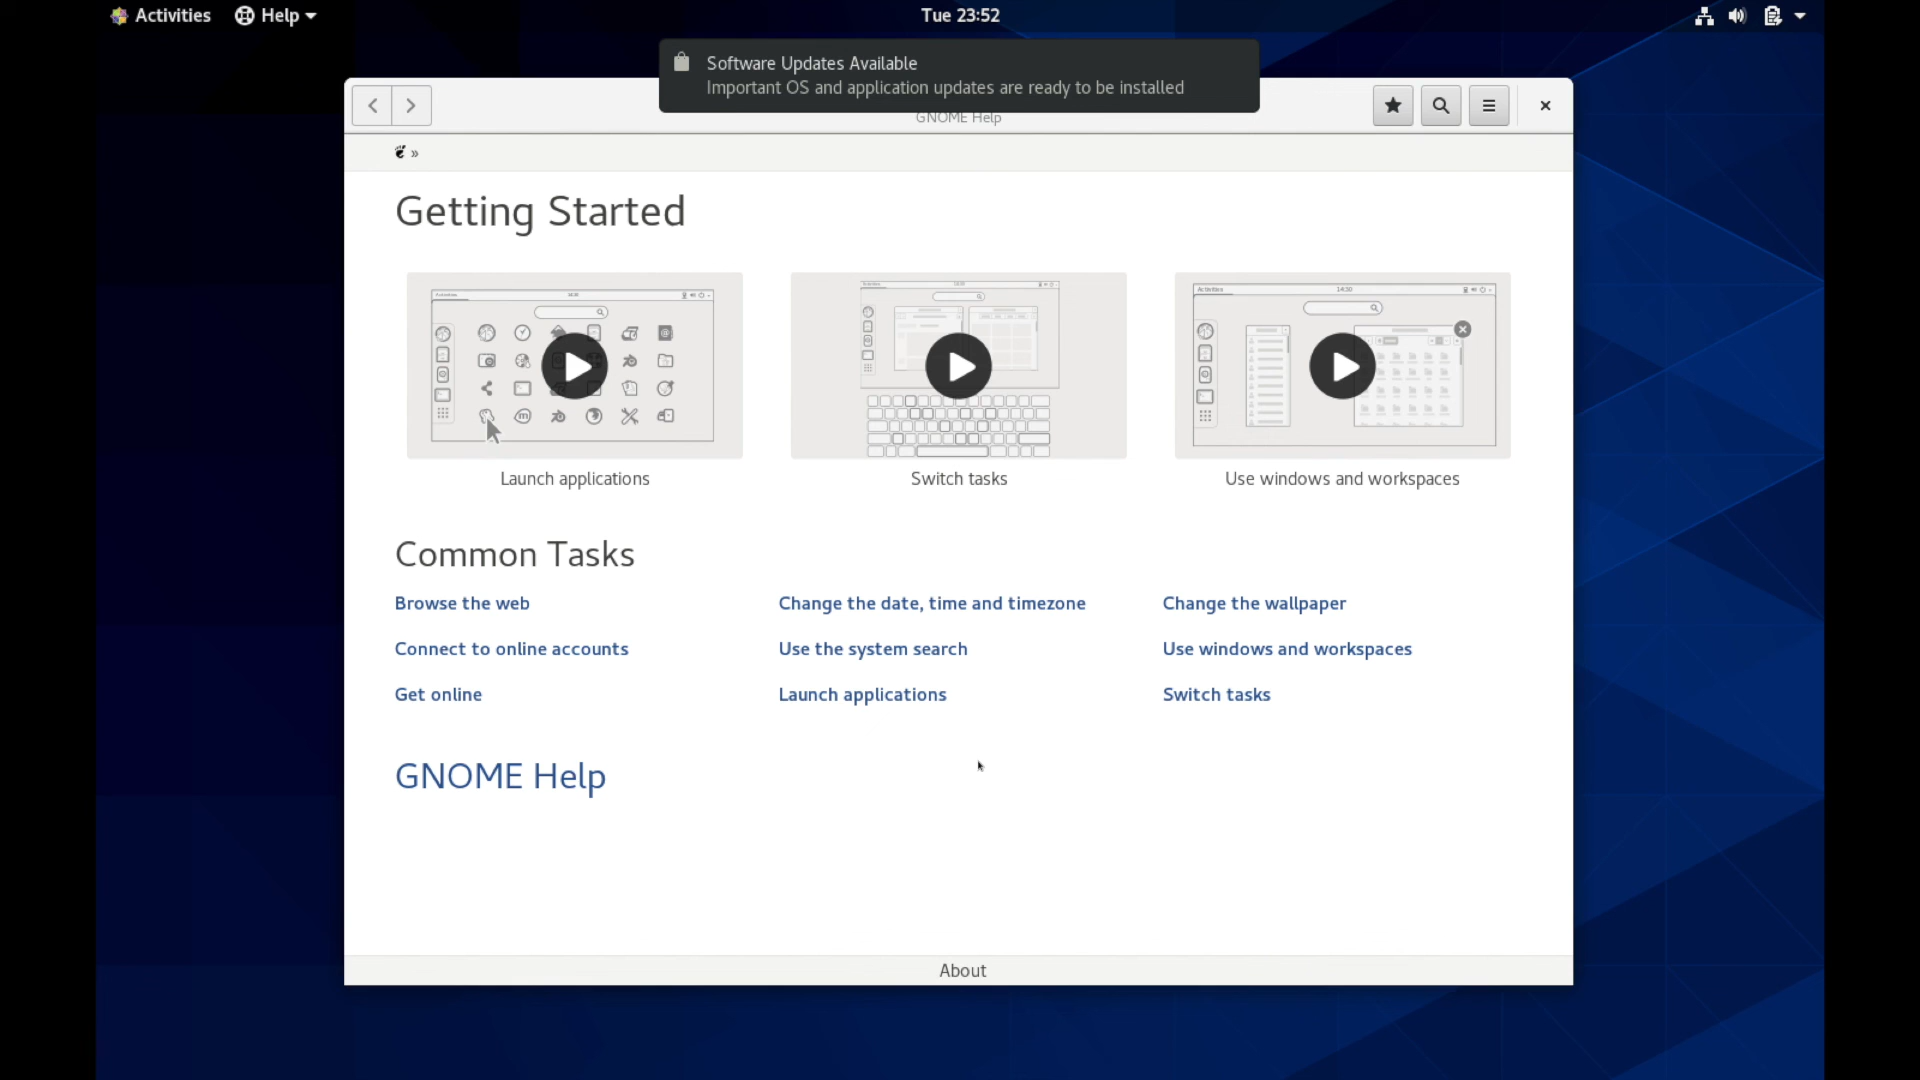 Activities Help Tue 23:52
Software Updates Available
Important OS and application updates are ready to be installed
GNOME Help
»
Getting Started
Activities 14:30
Launch applications Switch tasks Use windows and workspaces
Common Tasks
Browse the web Change the date, time and timezone Change the wallpaper
Connect to online accounts Use the system search Use windows and workspaces
Get online Launch applications Switch tasks
GNOME Help
About